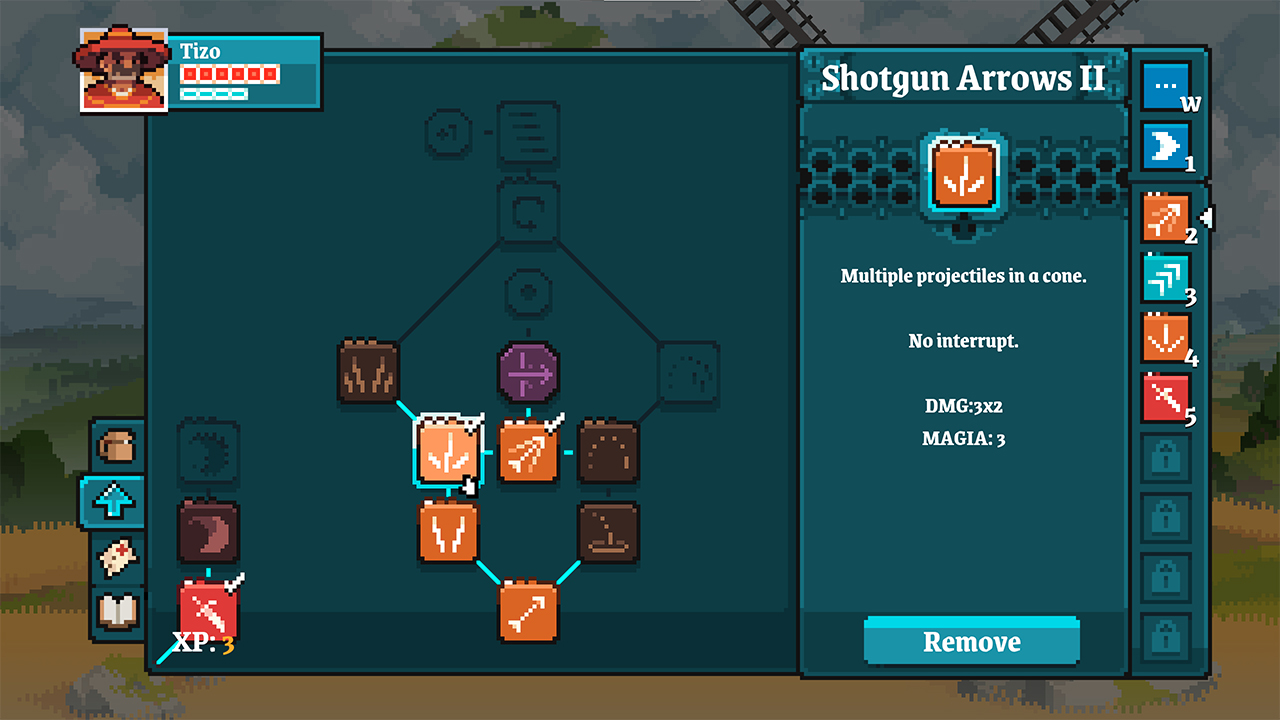 Tizo
Shotgun Arrows II
W
1
+1
2
Multiple projectiles in a cone.
3
No interrupt.
4
DMG:3x2
5
MAGIA: 3
XP: 3
Remove